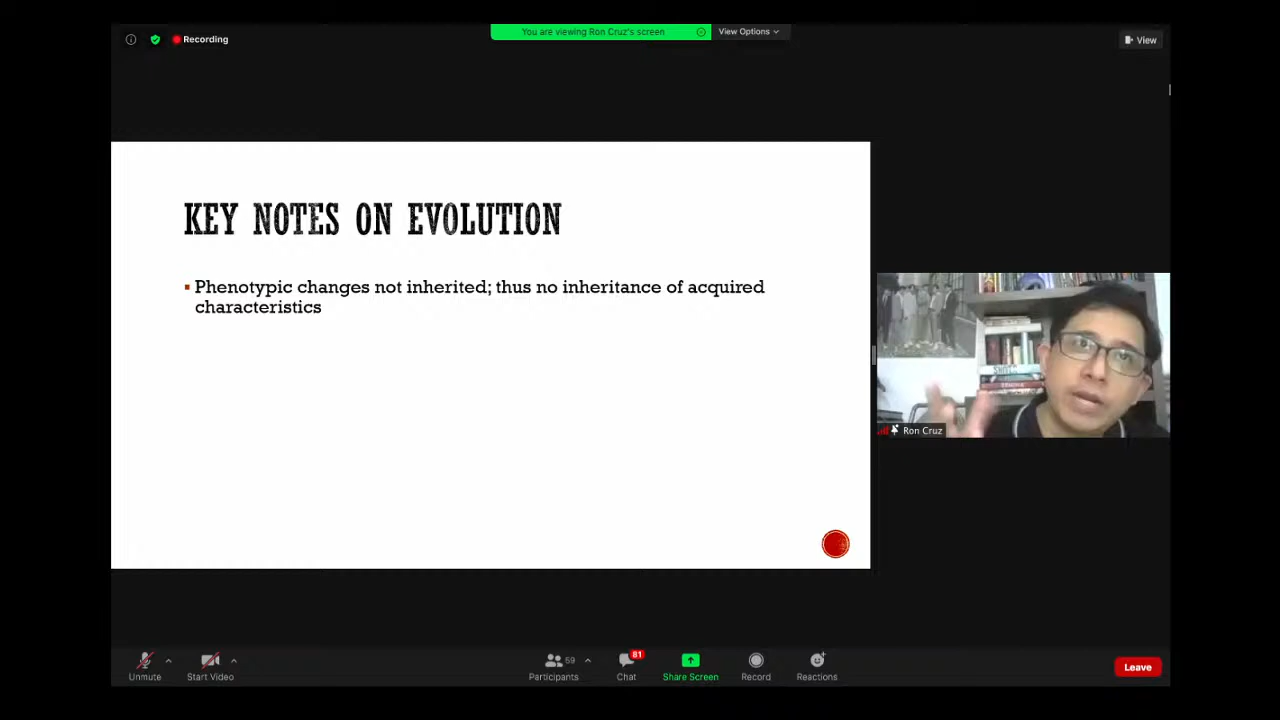 Recording
You are viewing Ron Cruz's screen
View Options
View
KEY NOTES ON EVOLUTION
Phenotypic changes not inherited; thus no inheritance of acquired
characteristics
Ron Cruz
Unmute
Start Video
59
Participants
81
Chat
Share Screen
Record
Reactions
Leave